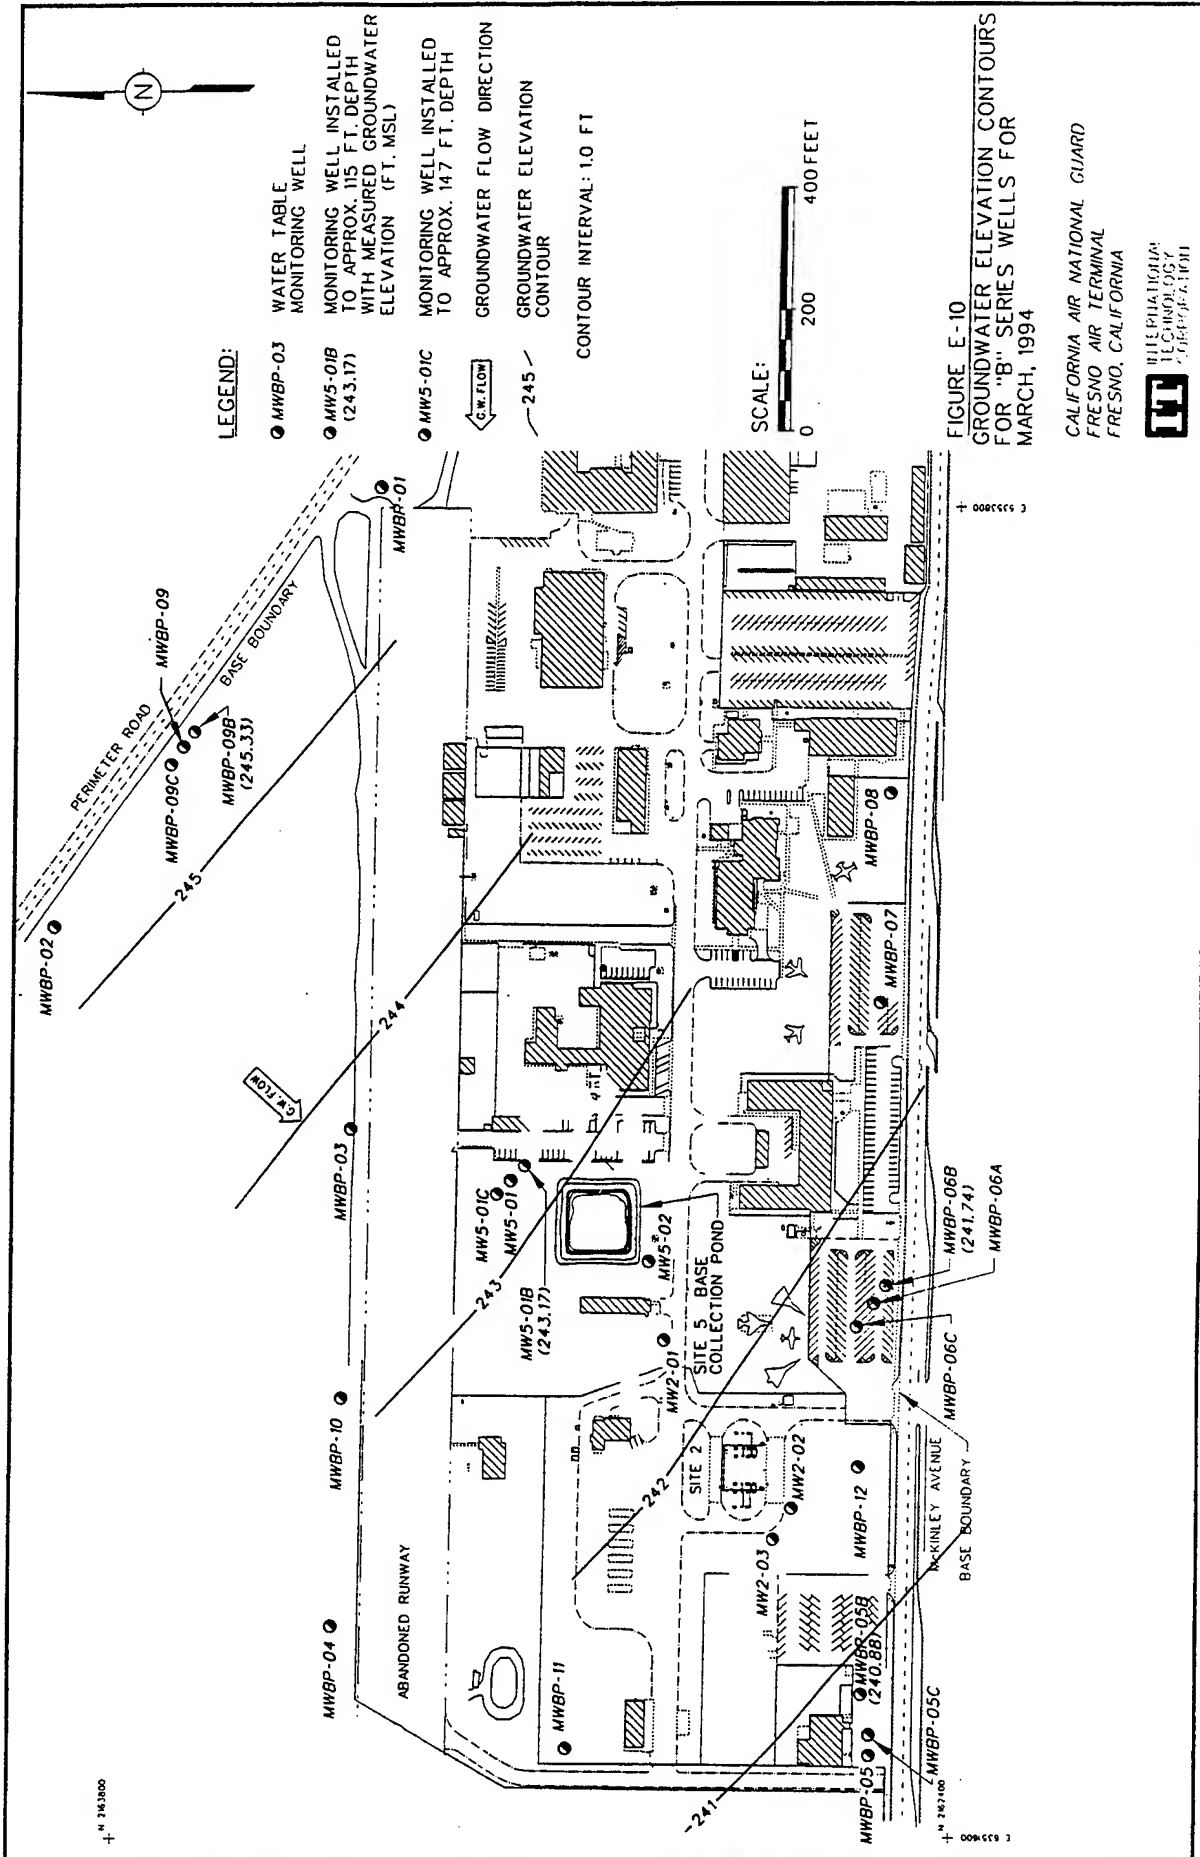 N
LEGEND:
MWBP-03
WATER TABLE
MONITORING WELL
MW5-01B
(243.17)
MONITORING WELL INSTALLED
TO APPROX. 115 FT. DEPTH
WITH MEASURED GROUNDWATER
ELEVATION (FT. MSL)
MW5-01C
MONITORING WELL INSTALLED
TO APPROX. 147 FT. DEPTH
G.W. FLOW
GROUNDWATER FLOW DIRECTION
245
GROUNDWATER ELEVATION
CONTOUR
CONTOUR INTERVAL: 1.0 FT
SCALE:
0 200 400 FEET
FIGURE E-10
GROUNDWATER ELEVATION CONTOURS
FOR "B" SERIES WELLS FOR
MARCH, 1994
CALIFORNIA AIR NATIONAL GUARD
FRESNO AIR TERMINAL
FRESNO, CALIFORNIA
IT
INTERNATIONAL
TECHNOLOGY
CORPORATION
N 2163800
MWBP-04
MWBP-10
MWBP-03
MWBP-02
PERIMETER ROAD
BASE BOUNDARY
MWBP-09C
MWBP-09
MWBP-09B
(245.33)
MWBP-01
245
244
G.W. FLOW
ABANDONED RUNWAY
243
MW5-01C
MW5-01
MW5-01B
(243.17)
MW5-02
SITE 5 BASE
COLLECTION POND
MW2-01
MWBP-11
242
SITE 2
MW2-02
MW2-03
MWBP-12
MWBP-08
MWBP-07
MWBP-06B
(241.74)
MWBP-06A
MWBP-06C
McKINLEY AVENUE
BASE BOUNDARY
MWBP-05B
(240.88)
MWBP-05
MWBP-05C
241
N 2162400
E 6351600
E 6353800